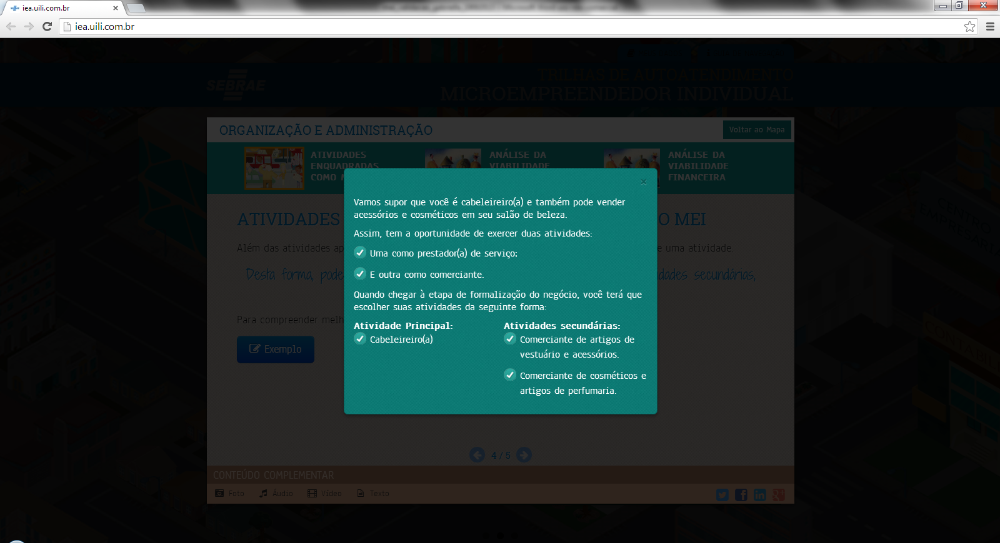 iea.uili.com.br
iea.uili.com.br
SEBRAE
TRILHAS DE AUTOATENDIMENTO
MICROEMPREENDEDOR INDIVIDUAL
ORGANIZAÇÃO E ADMINISTRAÇÃO
Voltar ao Mapa
ATIVIDADES
ENQUADRADAS
COMO
ANÁLISE DA
VIABILIDADE
ANÁLISE DA
VIABILIDADE
FINANCEIRA
×
Vamos supor que você é cabeleireiro(a) e também pode vender
acessórios e cosméticos em seu salão de beleza.
Assim, tem a oportunidade de exercer duas atividades:
Uma como prestador(a) de serviço;
E outra como comerciante.
Quando chegar à etapa de formalização do negócio, você terá que
escolher suas atividades da seguinte forma:
Atividade Principal:
Cabeleireiro(a)
Atividades secundárias:
Comerciante de artigos de
vestuário e acessórios.
Comerciante de cosméticos e
artigos de perfumaria.
ATIVIDADES O MEI
Além das atividades ap e uma atividade.
Desta forma, pode dades secundárias,
Para compreender melh
Exemplo
4 / 5
CONTEÚDO COMPLEMENTAR
Foto Áudio Vídeo Texto
CENTRO
EMPRESARI